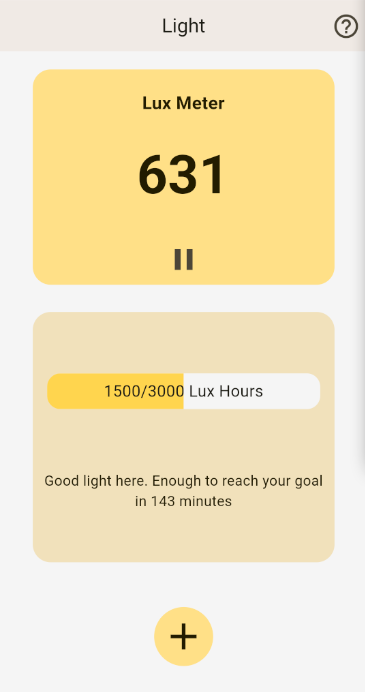 Light
Lux Meter
631
1500/3000 Lux Hours
Good light here. Enough to reach your goal
in 143 minutes